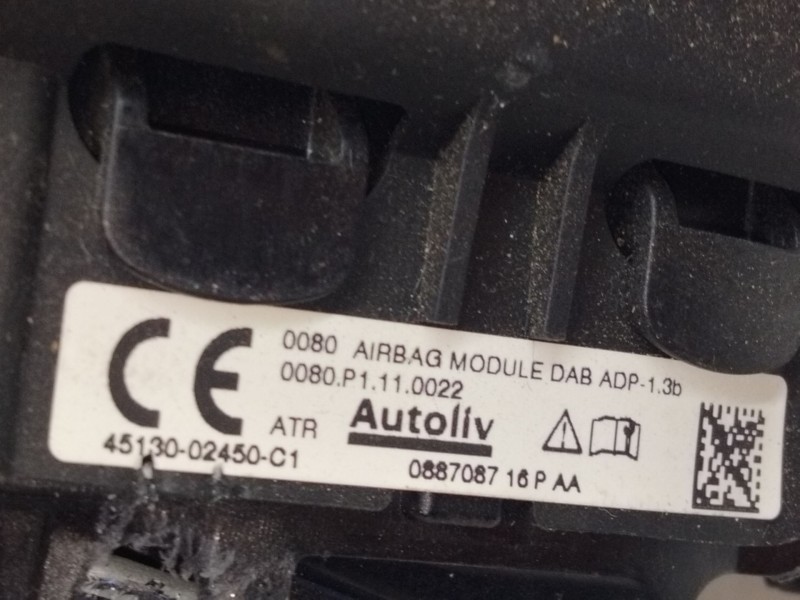 CE 0080 AIRBAG MODULE DAB ADP-1.3b
0080.P1.11.0022
ATR Autoliv
45130-02450-C1
0887087 16 P AA